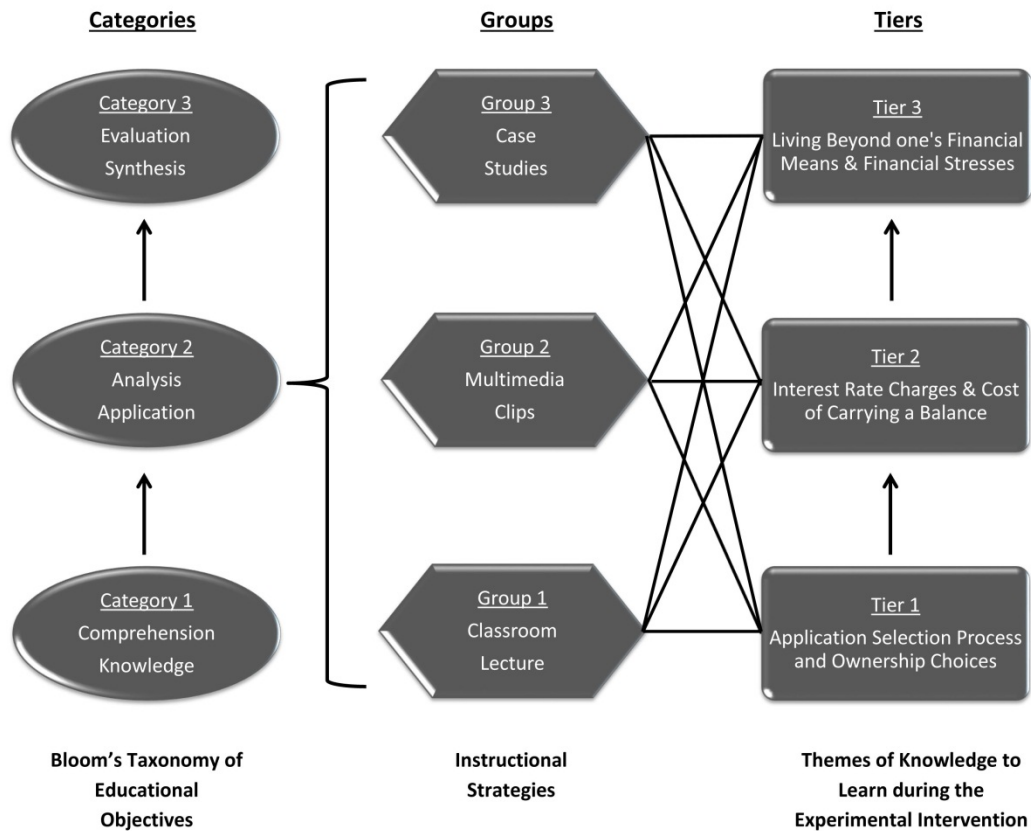 Categories
Groups
Tiers
Category 3
Evaluation
Synthesis
Group 3
Case
Studies
Tier 3
Living Beyond one's Financial
Means & Financial Stresses
Category 2
Analysis
Application
Group 2
Multimedia
Clips
Tier 2
Interest Rate Charges & Cost
of Carrying a Balance
Category 1
Comprehension
Knowledge
Group 1
Classroom
Lecture
Tier 1
Application Selection Process
and Ownership Choices
Bloom’s Taxonomy of
Educational
Objectives
Instructional
Strategies
Themes of Knowledge to
Learn during the
Experimental Intervention